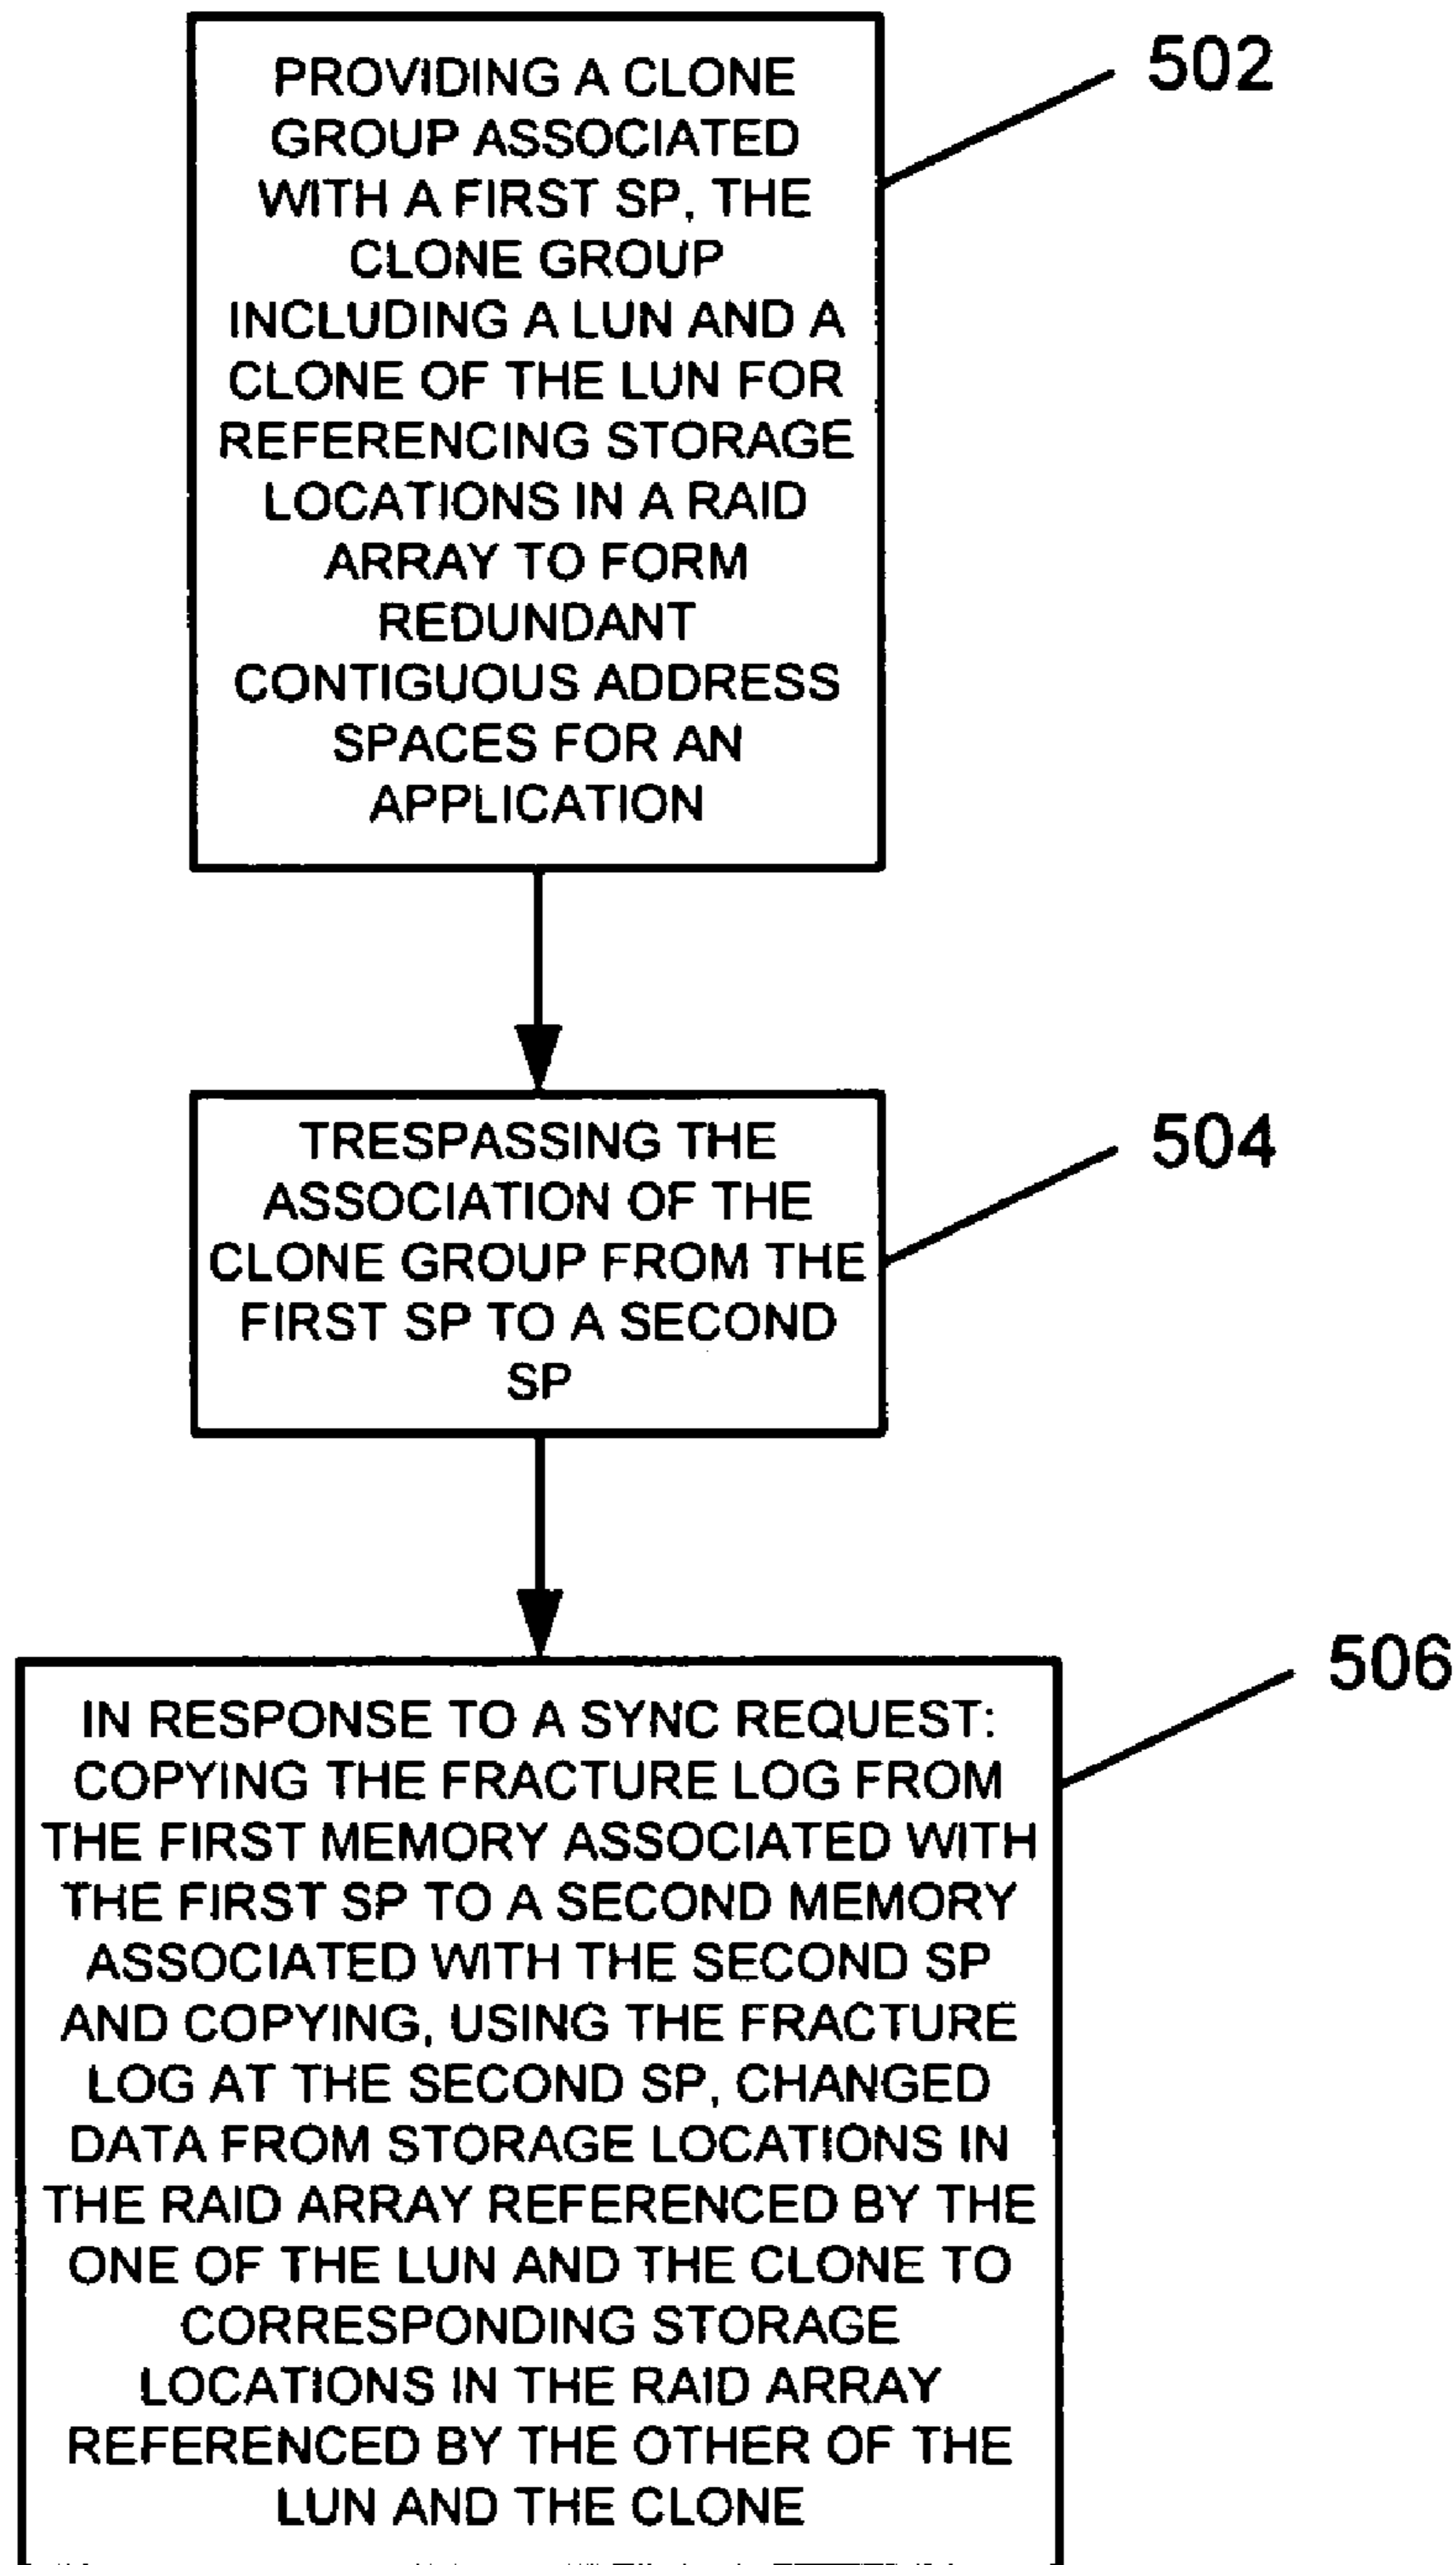 PROVIDING A CLONE
GROUP ASSOCIATED
WITH A FIRST SP, THE
CLONE GROUP
INCLUDING A LUN AND A
CLONE OF THE LUN FOR
REFERENCING STORAGE
LOCATIONS IN A RAID
ARRAY TO FORM
REDUNDANT
CONTIGUOUS ADDRESS
SPACES FOR AN
APPLICATION
502
TRESPASSING THE
ASSOCIATION OF THE
CLONE GROUP FROM THE
FIRST SP TO A SECOND
SP
504
IN RESPONSE TO A SYNC REQUEST:
COPYING THE FRACTURE LOG FROM
THE FIRST MEMORY ASSOCIATED WITH
THE FIRST SP TO A SECOND MEMORY
ASSOCIATED WITH THE SECOND SP
AND COPYING, USING THE FRACTURE
LOG AT THE SECOND SP, CHANGED
DATA FROM STORAGE LOCATIONS IN
THE RAID ARRAY REFERENCED BY THE
ONE OF THE LUN AND THE CLONE TO
CORRESPONDING STORAGE
LOCATIONS IN THE RAID ARRAY
REFERENCED BY THE OTHER OF THE
LUN AND THE CLONE
506